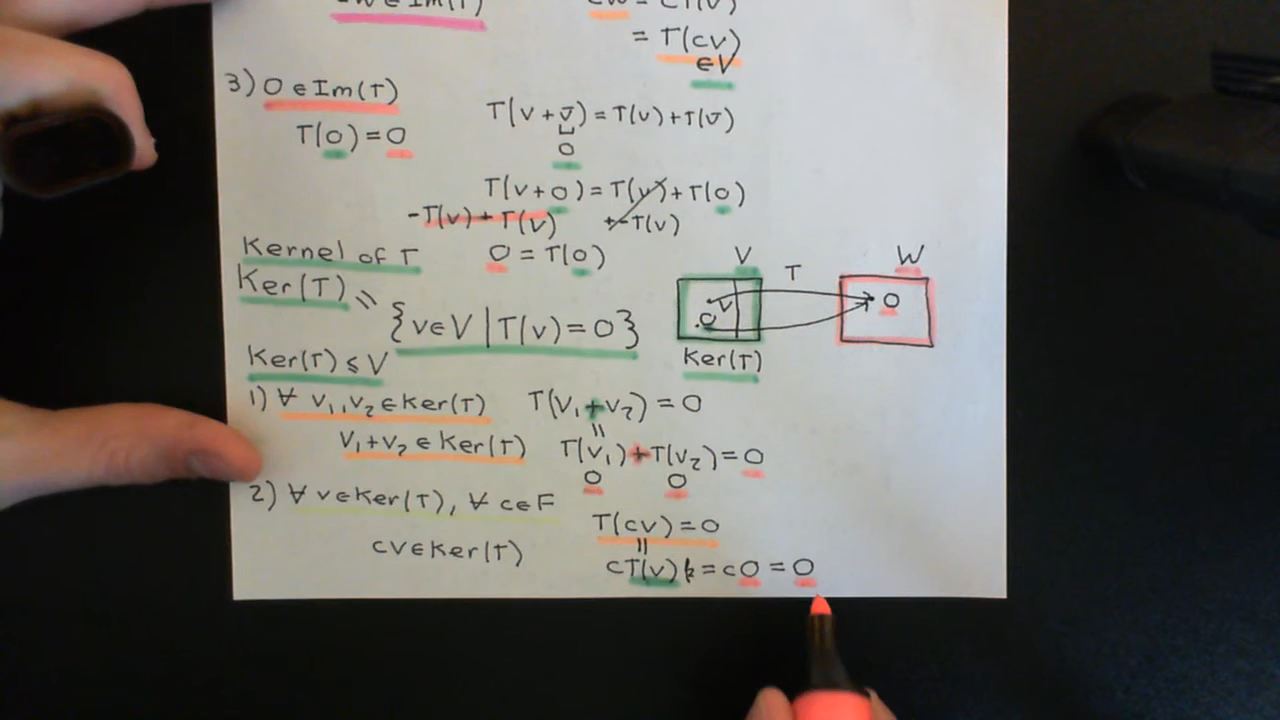 = T(cv)
∈V
3) 0 ∈ Im(T)
T(0) = 0
T(v + v̄) = T(v) + T(v̄)
0
T(v + 0) = T(v) + T(0)
-T(v) + T(v) + -T(v)
0 = T(0)
Kernel of T
Ker(T) =
{v∈V | T(v) = 0}
V T W
v 0
0
Ker(T)
Ker(T) ≤ V
1) ∀ v₁,v₂ ∈ Ker(T) T(v₁+v₂) = 0
=
v₁+v₂ ∈ Ker(T) T(v₁) + T(v₂) = 0
0 0
2) ∀ v∈Ker(T), ∀ c∈F T(cv) = 0
=
cv∈Ker(T) cT(v) = c0 = 0